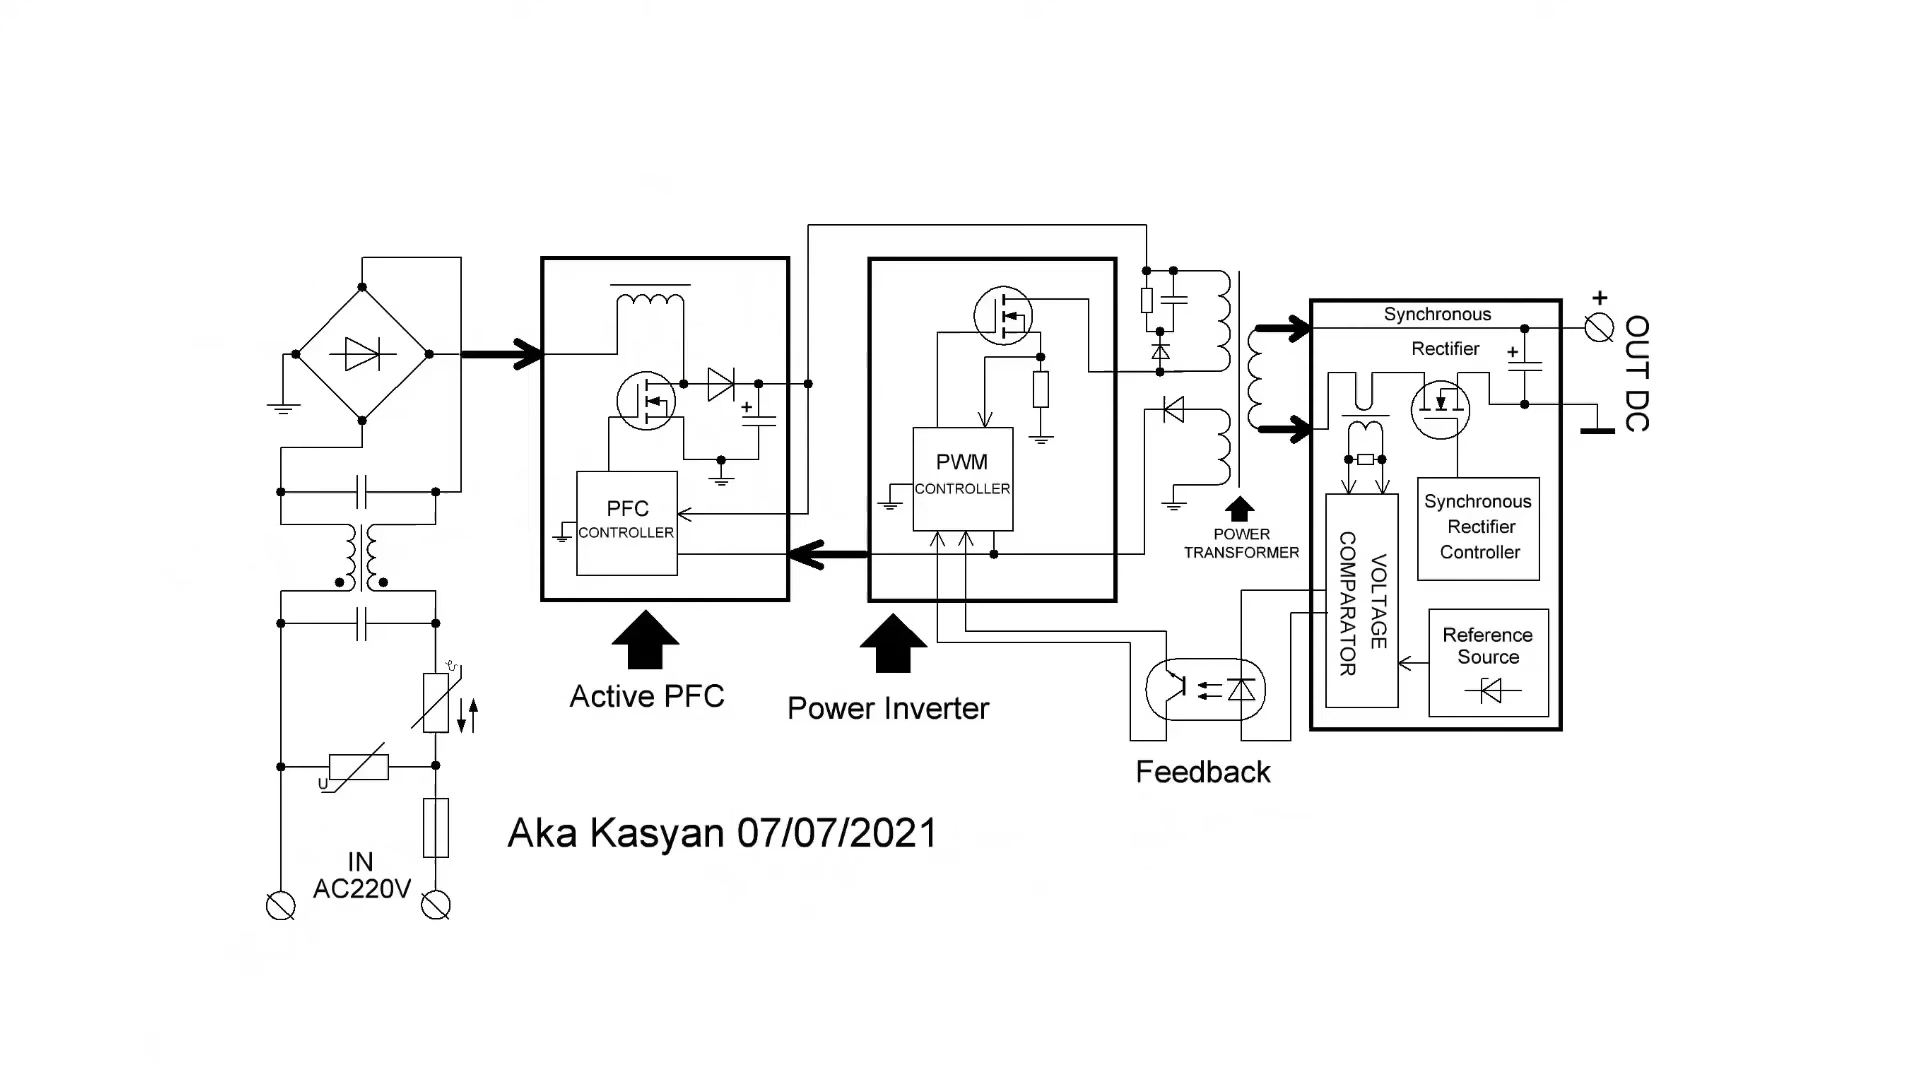 Synchronous
Rectifier
+
OUT DC
+
+
PWM
CONTROLLER
PFC
CONTROLLER
POWER
TRANSFORMER
Synchronous
Rectifier
Controller
VOLTAGE
COMPARATOR
Reference
Source
Active PFC
Power Inverter
Feedback
t°
U
Aka Kasyan 07/07/2021
IN
AC220V